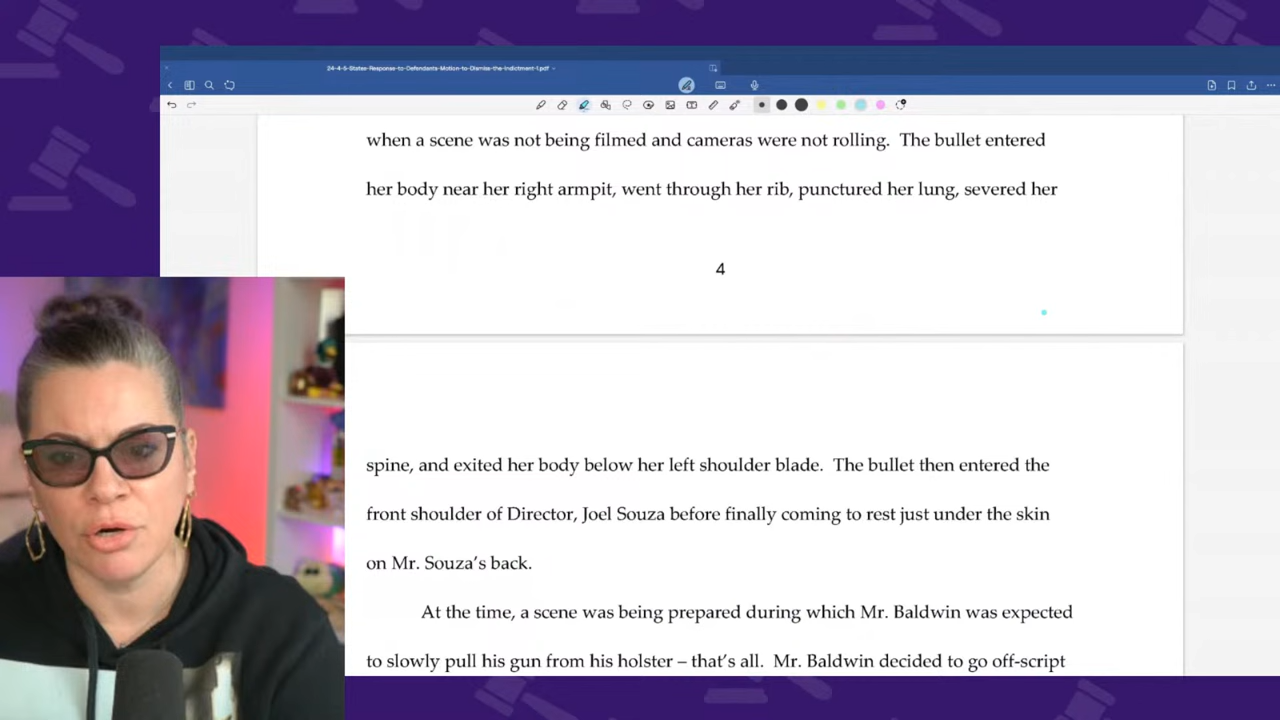 24-4-5-States-Response-to-Defendants-Motion-to-Dismiss-the-Indictment-1.pdf
when a scene was not being filmed and cameras were not rolling.  The bullet entered
her body near her right armpit, went through her rib, punctured her lung, severed her
4
spine, and exited her body below her left shoulder blade.  The bullet then entered the
front shoulder of Director, Joel Souza before finally coming to rest just under the skin
on Mr. Souza’s back.
At the time, a scene was being prepared during which Mr. Baldwin was expected
to slowly pull his gun from his holster – that’s all.  Mr. Baldwin decided to go off-script